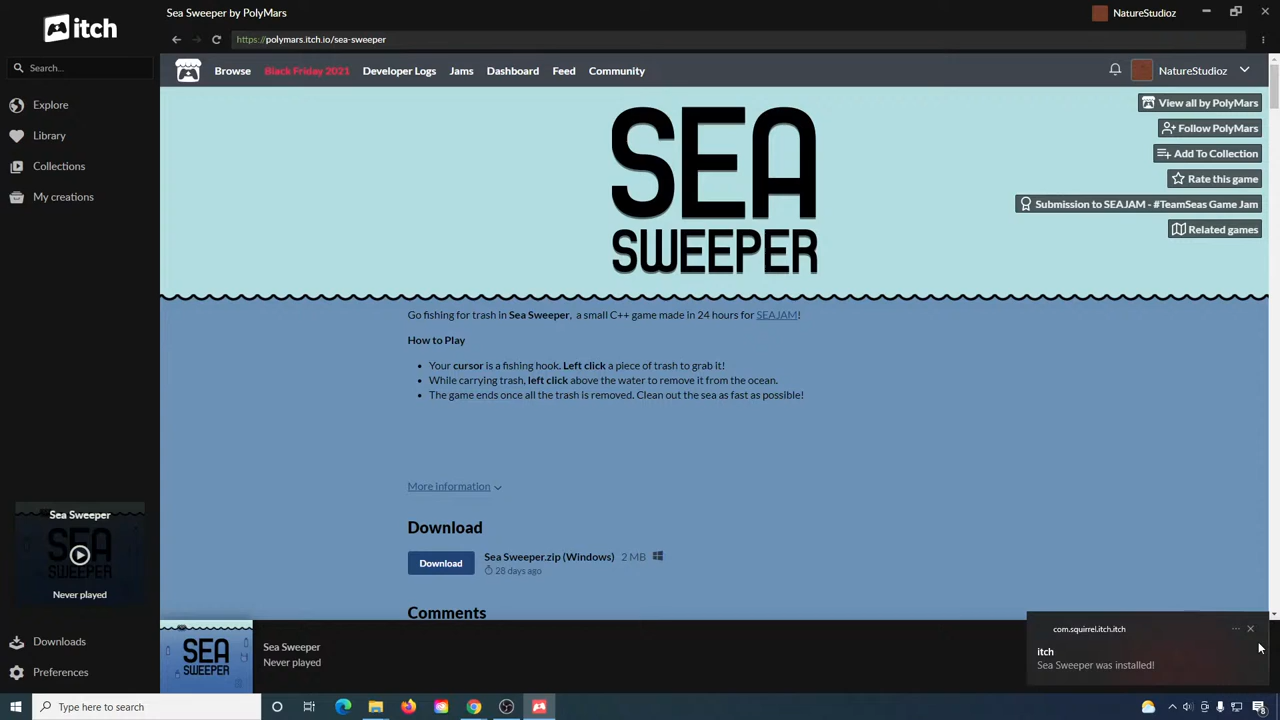 Sea Sweeper by PolyMars
NatureStudioz
itch
https://polymars.itch.io/sea-sweeper
Search...
Explore
Library
Collections
My creations
Browse
Black Friday 2021
Developer Logs
Jams
Dashboard
Feed
Community
NatureStudioz
View all by PolyMars
Follow PolyMars
Add To Collection
Rate this game
Submission to SEAJAM - #TeamSeas Game Jam
Related games
SEA
SWEEPER
Go fishing for trash in Sea Sweeper, a small C++ game made in 24 hours for SEAJAM!
How to Play
Your cursor is a fishing hook. Left click a piece of trash to grab it!
While carrying trash, left click above the water to remove it from the ocean.
The game ends once all the trash is removed. Clean out the sea as fast as possible!
More information
Download
Download
Sea Sweeper.zip (Windows) 2 MB
28 days ago
Comments
Sea Sweeper
SEA
SWEEPER
Never played
Downloads
Preferences
SEA
SWEEPER
Sea Sweeper
Never played
com.squirrel.itch.itch
itch
Sea Sweeper was installed!
Type here to search
8